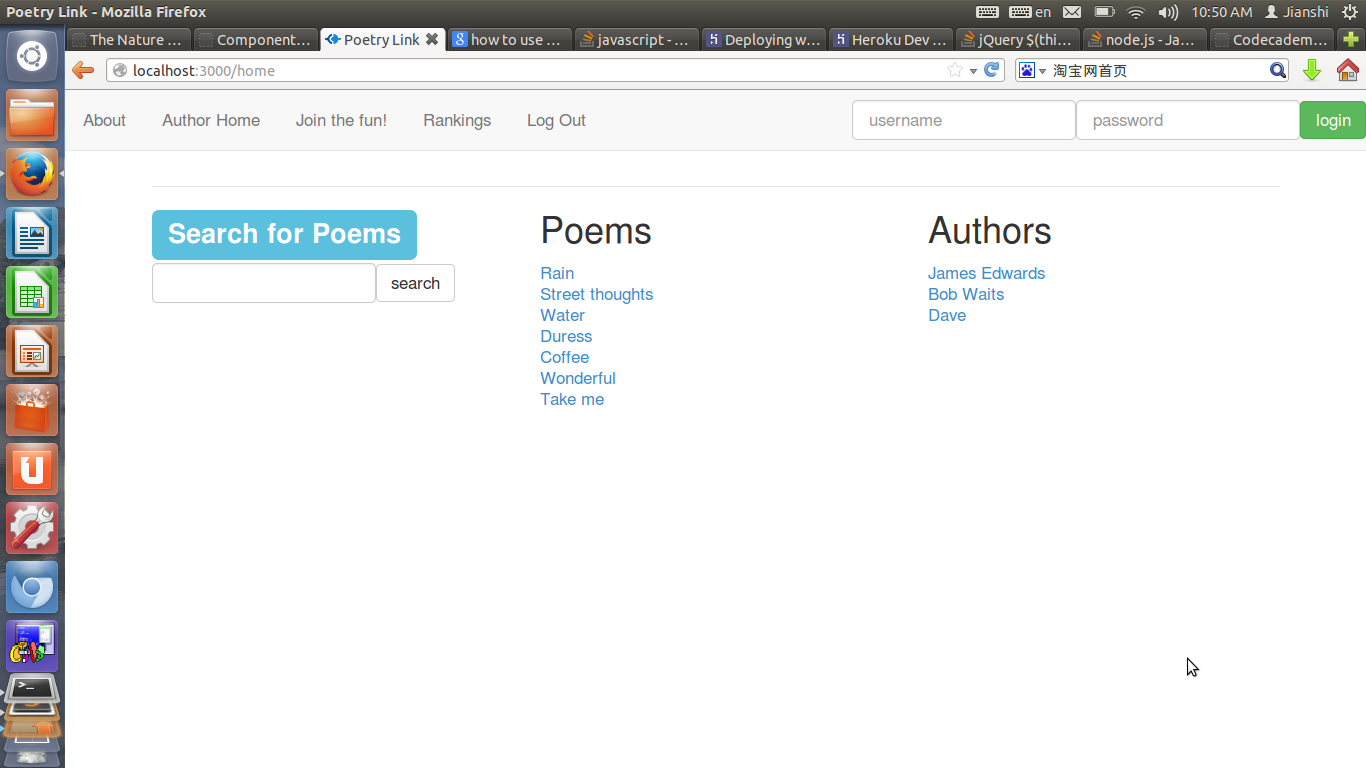 Poetry Link - Mozilla Firefox
en
10:50 AM
Jianshi
The Nature ...
Component...
Poetry Link
how to use ...
javascript - ...
Deploying w...
Heroku Dev ...
jQuery $(thi...
node.js - Ja...
Codecadem...
localhost:3000/home
淘宝网首页
About
Author Home
Join the fun!
Rankings
Log Out
username
password
login
Search for Poems
search
Poems
Rain
Street thoughts
Water
Duress
Coffee
Wonderful
Take me
Authors
James Edwards
Bob Waits
Dave